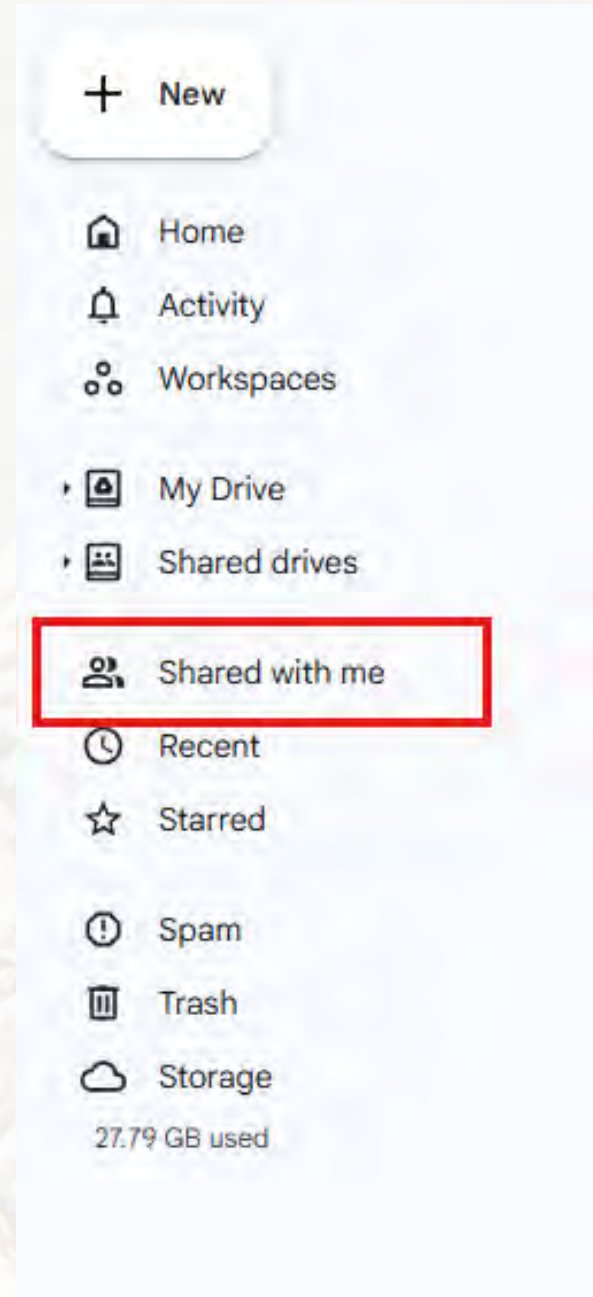 New
Home
Activity
Workspaces
My Drive
Shared drives
Shared with me
Recent
Starred
Spam
Trash
Storage
27.79 GB used